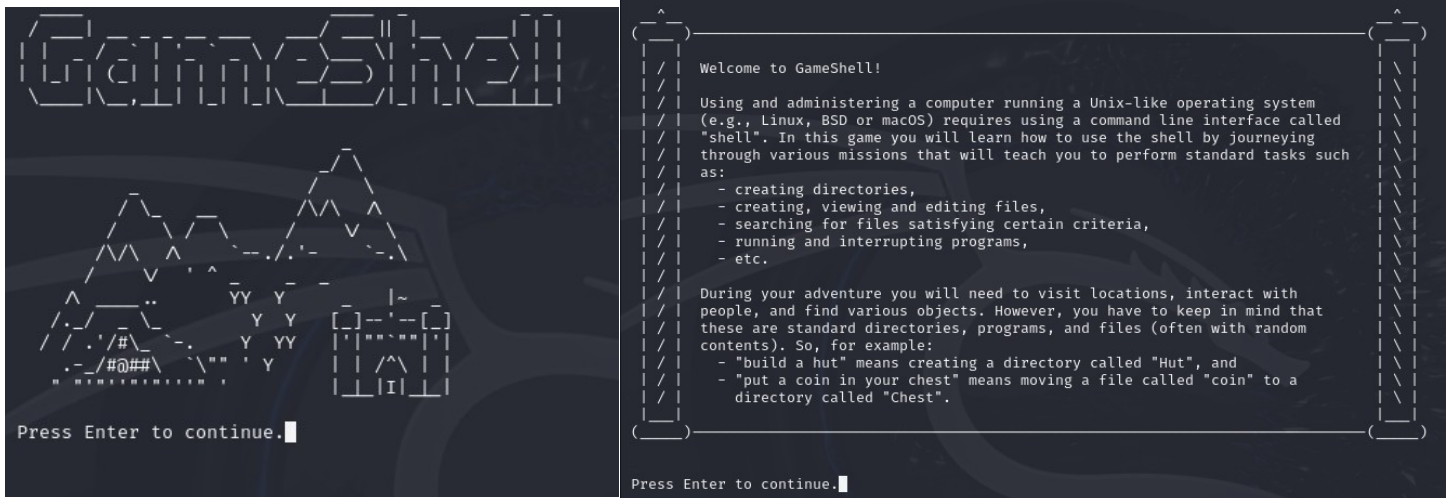 GameShell
Press Enter to continue.
Welcome to GameShell!
Using and administering a computer running a Unix-like operating system
(e.g., Linux, BSD or macOS) requires using a command line interface called
"shell". In this game you will learn how to use the shell by journeying
through various missions that will teach you to perform standard tasks such
as:
- creating directories,
- creating, viewing and editing files,
- searching for files satisfying certain criteria,
- running and interrupting programs,
- etc.
During your adventure you will need to visit locations, interact with
people, and find various objects. However, you have to keep in mind that
these are standard directories, programs, and files (often with random
contents). So, for example:
- "build a hut" means creating a directory called "Hut", and
- "put a coin in your chest" means moving a file called "coin" to a
directory called "Chest".
Press Enter to continue.